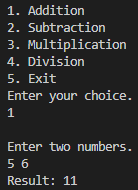 1. Addition
2. Subtraction
3. Multiplication
4. Division
5. Exit
Enter your choice.
1
Enter two numbers.
5 6
Result: 11